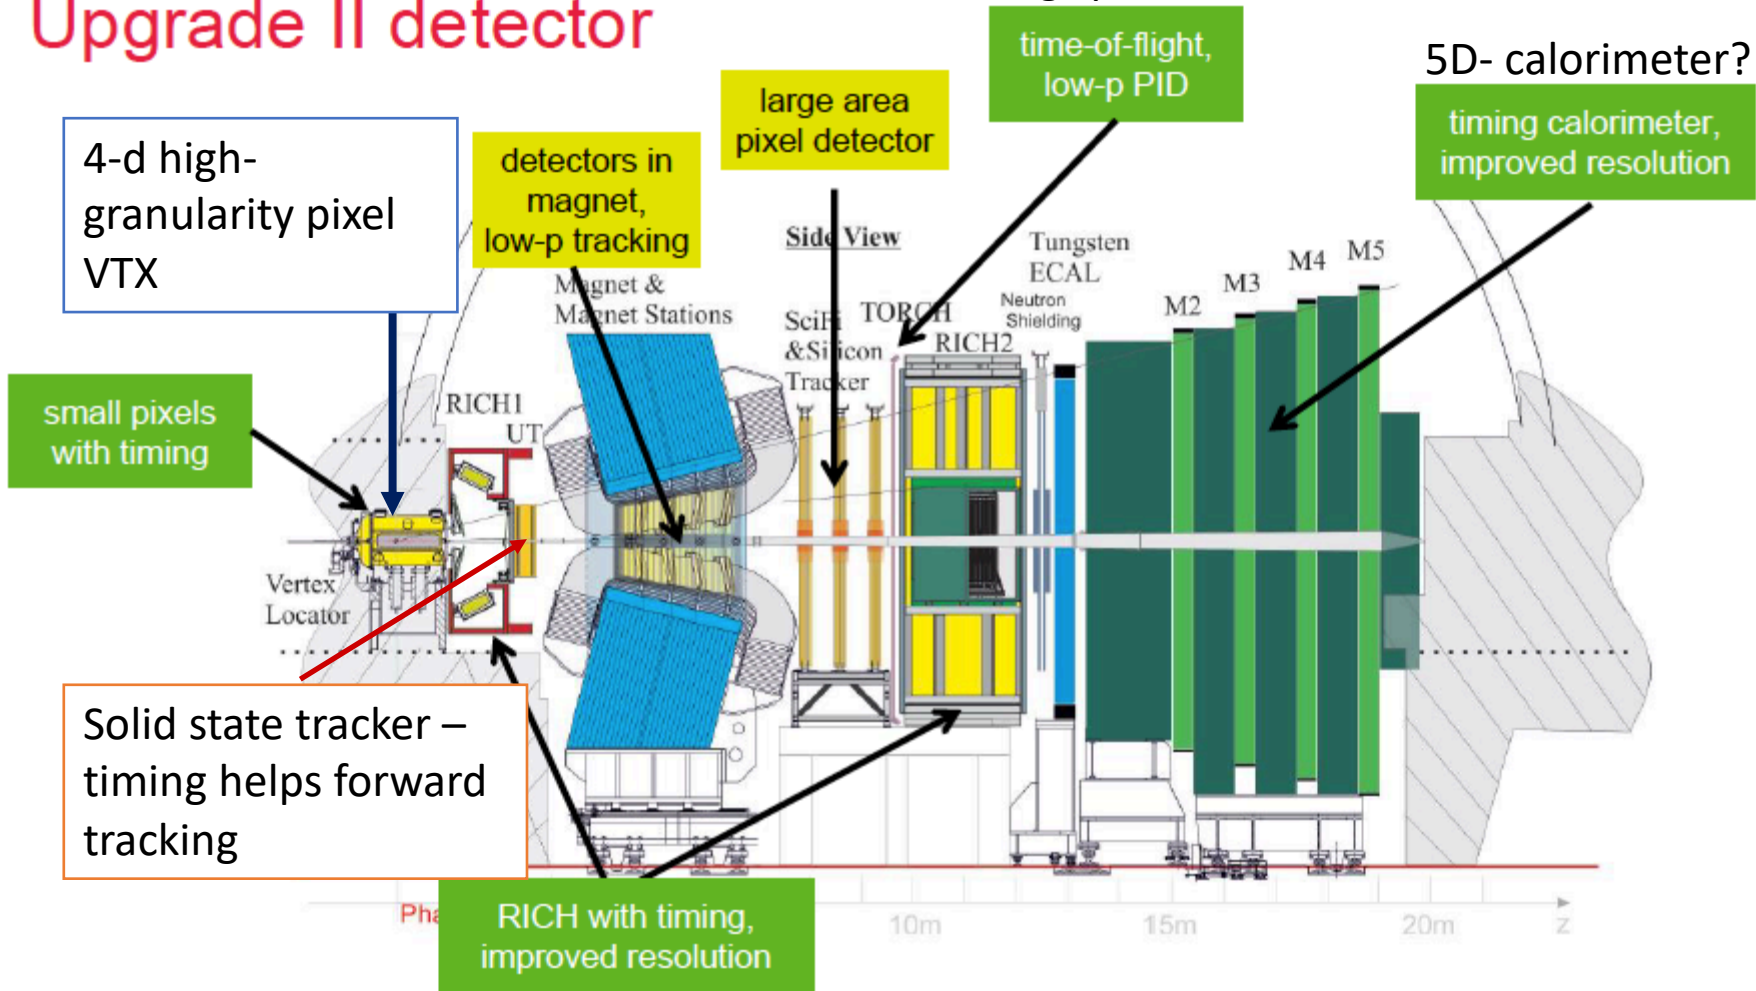 Upgrade II detector
time-of-flight,
low-p PID
5D- calorimeter?
timing calorimeter,
improved resolution
large area
pixel detector
4-d high-
granularity pixel
VTX
detectors in
magnet,
low-p tracking
Side View
Tungsten
ECAL
Neutron
Shielding
M2
M3
M4
M5
Magnet &
Magnet Stations
SciFi
&Silicon
Tracker
TORCH
RICH2
small pixels
with timing
RICH1
UT
Vertex
Locator
Solid state tracker –
timing helps forward
tracking
RICH with timing,
improved resolution
10m
15m
20m
z